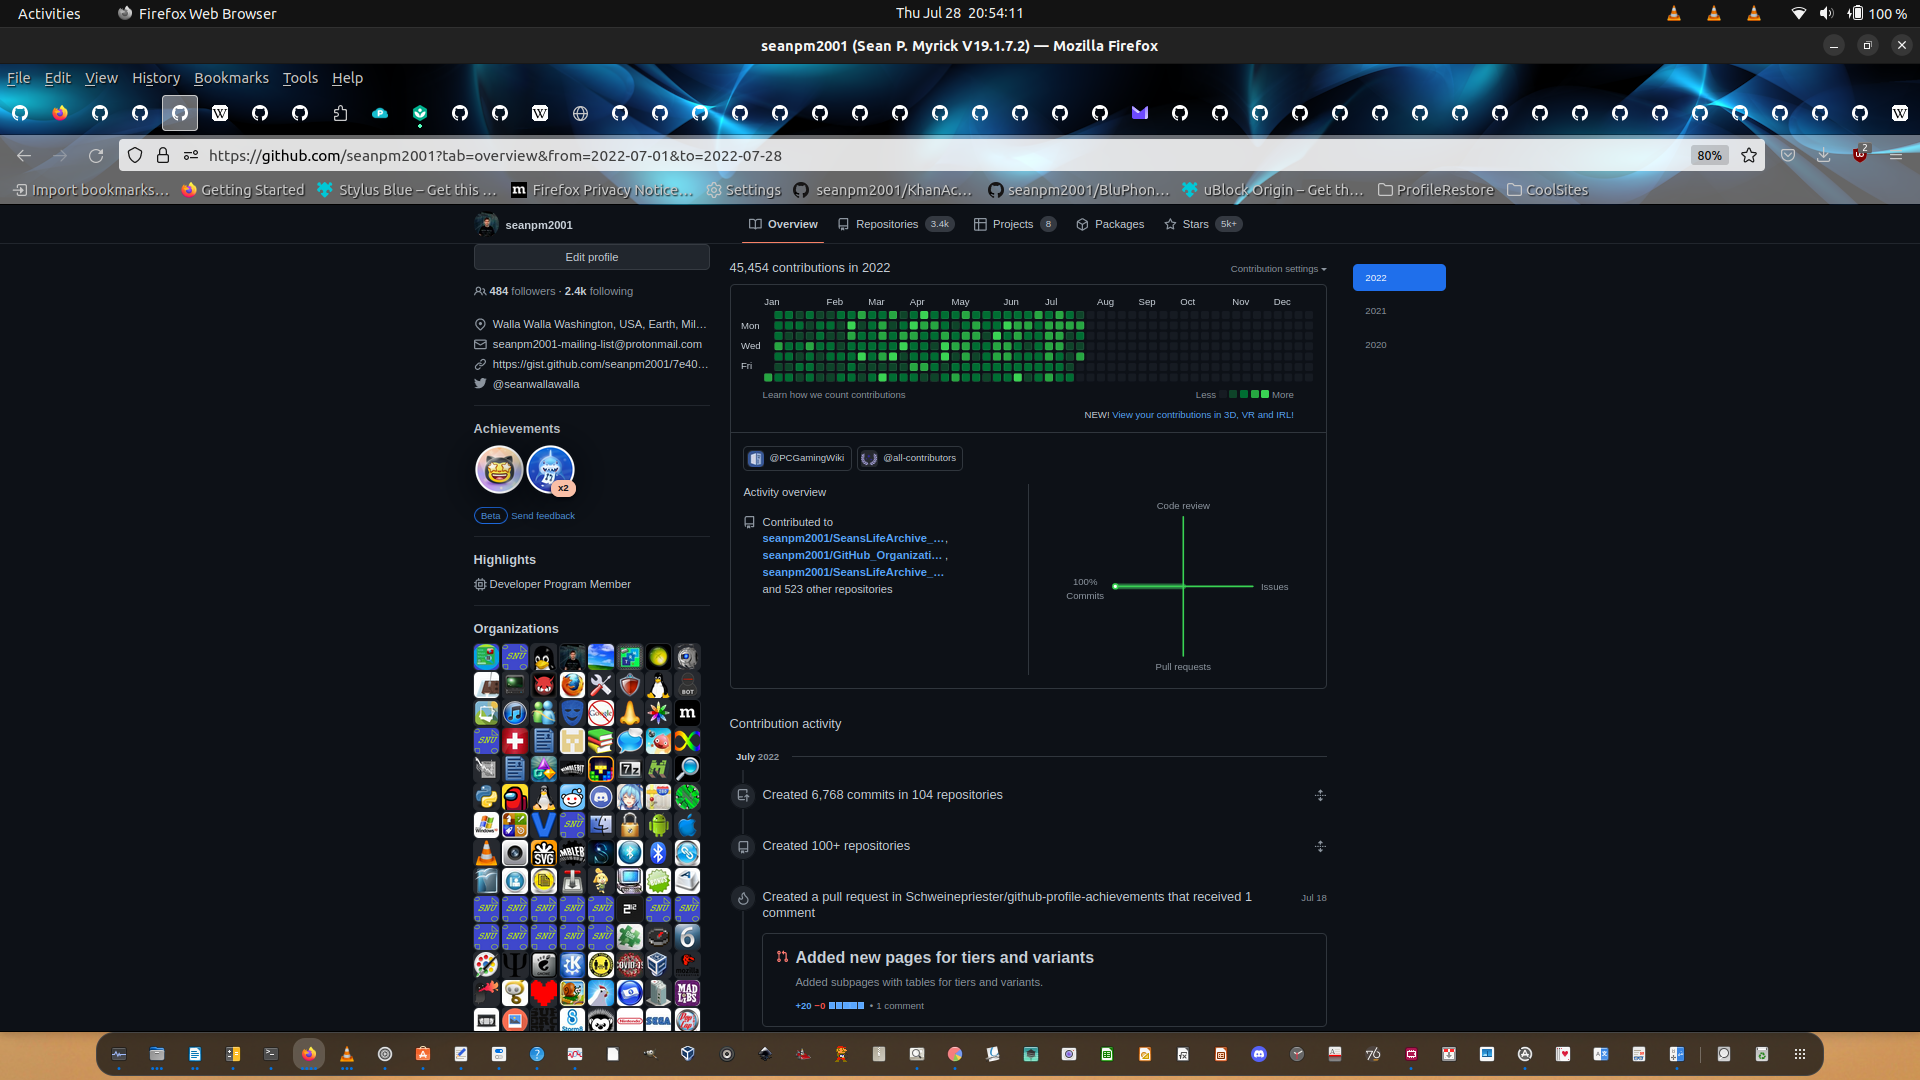 Activities
Firefox Web Browser
Thu Jul 28 20:54:11
100 %
seanpm2001 (Sean P. Myrick V19.1.7.2) — Mozilla Firefox
File Edit View History Bookmarks Tools Help
https://github.com/seanpm2001?tab=overview&from=2022-07-01&to=2022-07-28
80%
2
Import bookmarks…
Getting Started
Stylus Blue – Get this …
Firefox Privacy Notice…
Settings
seanpm2001/KhanAc…
seanpm2001/BluPhon…
uBlock Origin – Get th…
ProfileRestore
CoolSites
seanpm2001
Overview
Repositories 3.4k
Projects 8
Packages
Stars 5k+
Edit profile
484 followers · 2.4k following
Walla Walla Washington, USA, Earth, Mil…
seanpm2001-mailing-list@protonmail.com
https://gist.github.com/seanpm2001/7e40…
@seanwallawalla
Achievements
x2
Beta Send feedback
Highlights
Developer Program Member
Organizations
45,454 contributions in 2022
Contribution settings
2022
2021
2020
Jan Feb Mar Apr May Jun Jul Aug Sep Oct Nov Dec
Mon
Wed
Fri
Learn how we count contributions
Less More
NEW! View your contributions in 3D, VR and IRL!
@PCGamingWiki
@all-contributors
Activity overview
Contributed to
seanpm2001/SeansLifeArchive_…,
seanpm2001/GitHub_Organizati… ,
seanpm2001/SeansLifeArchive_…
and 523 other repositories
Code review
100%
Commits
Issues
Pull requests
Contribution activity
July 2022
Created 6,768 commits in 104 repositories
Created 100+ repositories
Created a pull request in Schweinepriester/github-profile-achievements that received 1
comment
Jul 18
Added new pages for tiers and variants
Added subpages with tables for tiers and variants.
+20 −0 • 1 comment